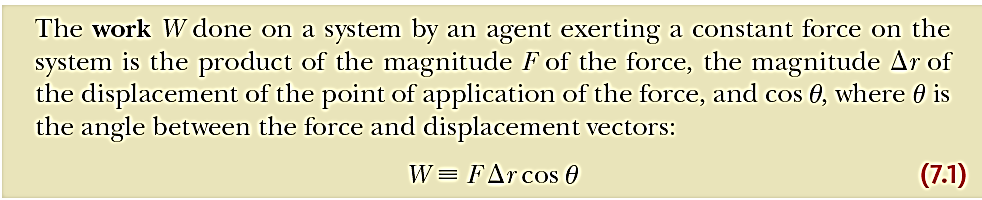 The work W done on a system by an agent exerting a constant force on the
system is the product of the magnitude F of the force, the magnitude Δr of
the displacement of the point of application of the force, and cos θ, where θ is
the angle between the force and displacement vectors:
W ≡ F Δr cos θ (7.1)